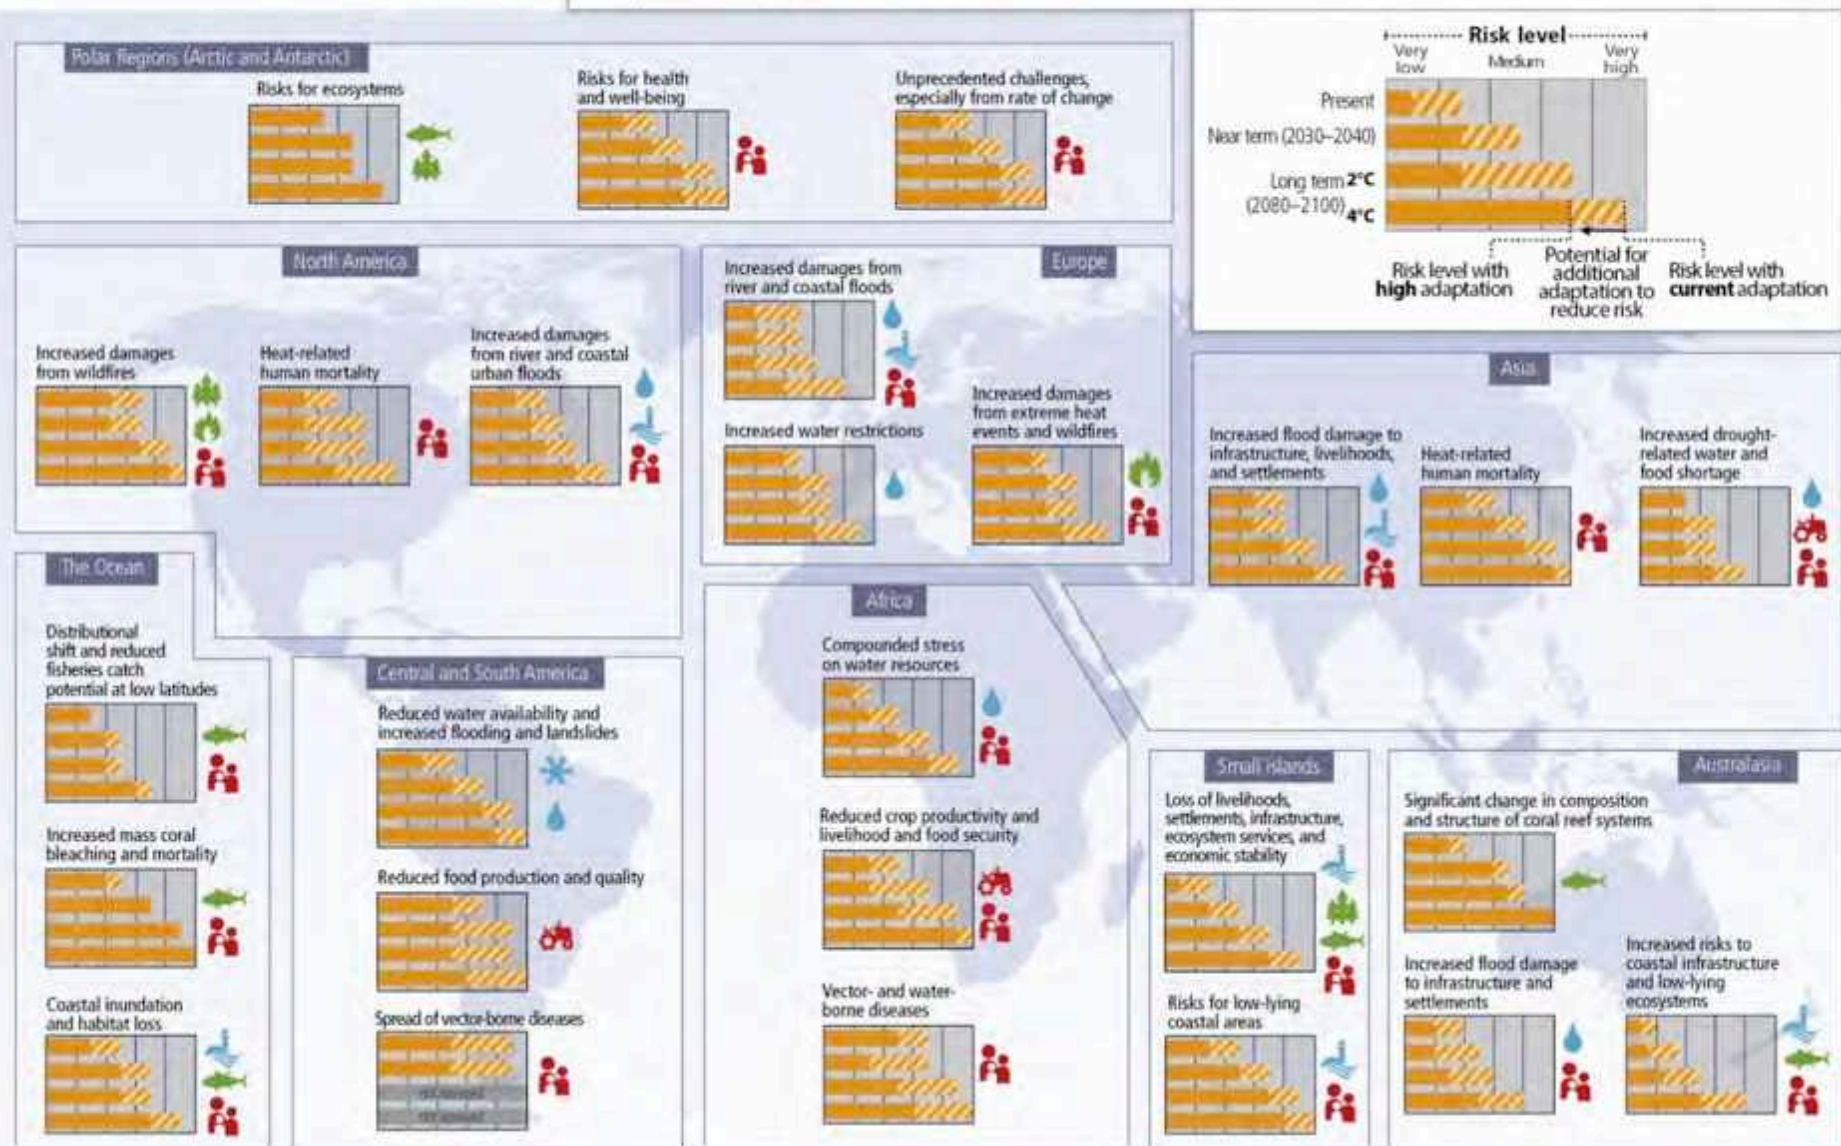 Polar Regions (Arctic and Antarctic)
Risks for ecosystems
Risks for health
and well-being
Unprecedented challenges,
especially from rate of change
Risk level
Very
low
Medium
Very
high
Present
Near term (2030–2040)
Long term 2°C
(2080–2100) 4°C
Risk level with
high adaptation
Potential for
additional
adaptation to
reduce risk
Risk level with
current adaptation
North America
Increased damages
from wildfires
Heat-related
human mortality
Increased damages
from river and coastal
urban floods
Europe
Increased damages from
river and coastal floods
Increased water restrictions
Increased damages
from extreme heat
events and wildfires
Asia
Increased flood damage to
infrastructure, livelihoods,
and settlements
Heat-related
human mortality
Increased drought-
related water and
food shortage
The Ocean
Distributional
shift and reduced
fisheries catch
potential at low latitudes
Increased mass coral
bleaching and mortality
Coastal inundation
and habitat loss
Central and South America
Reduced water availability and
increased flooding and landslides
Reduced food production and quality
Spread of vector-borne diseases
not assessed
not assessed
Africa
Compounded stress
on water resources
Reduced crop productivity and
livelihood and food security
Vector- and water-
borne diseases
Small islands
Loss of livelihoods,
settlements, infrastructure,
ecosystem services, and
economic stability
Risks for low-lying
coastal areas
Australasia
Significant change in composition
and structure of coral reef systems
Increased flood damage
to infrastructure and
settlements
Increased risks to
coastal infrastructure
and low-lying
ecosystems